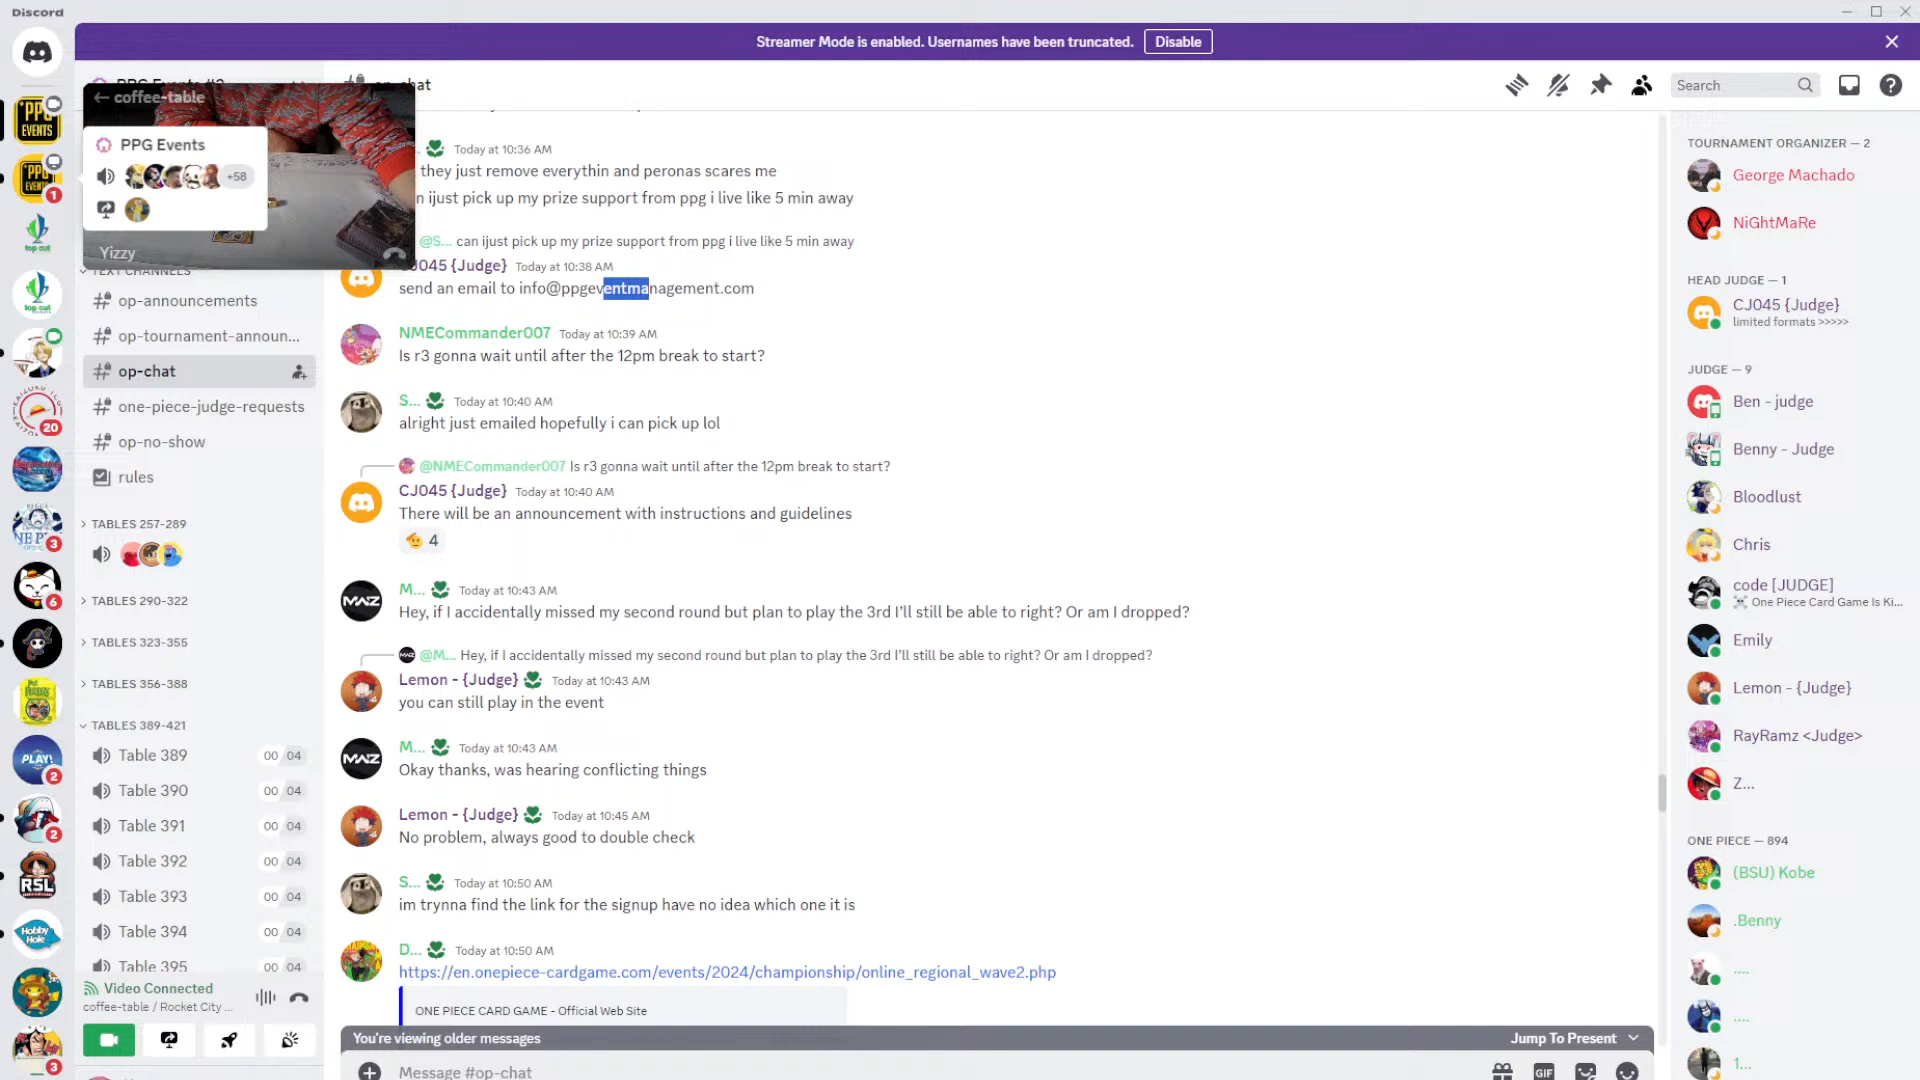 Discord
Streamer Mode is enabled. Usernames have been truncated.
Disable
coffee-table
PPG Events
+58
Yizzy
TEXT CHANNELS
op-announcements
op-tournament-announ...
op-chat
one-piece-judge-requests
op-no-show
rules
TABLES 257-289
TABLES 290-322
TABLES 323-355
TABLES 356-388
TABLES 389-421
Table 389 00 04
Table 390 00 04
Table 391 00 04
Table 392 00 04
Table 393 00 04
Table 394 00 04
Table 395 00 04
Video Connected
coffee-table / Rocket City ...
Search
Today at 10:36 AM
they just remove everythin and peronas scares me
n ijust pick up my prize support from ppg i live like 5 min away
@S... can ijust pick up my prize support from ppg i live like 5 min away
CJ045 {Judge} Today at 10:38 AM
send an email to info@ppgeventmanagement.com
NMECommander007 Today at 10:39 AM
Is r3 gonna wait until after the 12pm break to start?
S... Today at 10:40 AM
alright just emailed hopefully i can pick up lol
@NMECommander007 Is r3 gonna wait until after the 12pm break to start?
CJ045 {Judge} Today at 10:40 AM
There will be an announcement with instructions and guidelines
4
M... Today at 10:43 AM
Hey, if I accidentally missed my second round but plan to play the 3rd I'll still be able to right? Or am I dropped?
@M... Hey, if I accidentally missed my second round but plan to play the 3rd I'll still be able to right? Or am I dropped?
Lemon - {Judge} Today at 10:43 AM
you can still play in the event
M... Today at 10:43 AM
Okay thanks, was hearing conflicting things
Lemon - {Judge} Today at 10:45 AM
No problem, always good to double check
S... Today at 10:50 AM
im trynna find the link for the signup have no idea which one it is
D... Today at 10:50 AM
https://en.onepiece-cardgame.com/events/2024/championship/online_regional_wave2.php
ONE PIECE CARD GAME - Official Web Site
You're viewing older messages
Jump To Present
Message #op-chat
GIF
TOURNAMENT ORGANIZER — 2
George Machado
NiGhtMaRe
HEAD JUDGE — 1
CJ045 {Judge}
limited formats >>>>>
JUDGE — 9
Ben - judge
Benny - Judge
Bloodlust
Chris
code [JUDGE]
One Piece Card Game Is Ki...
Emily
Lemon - {Judge}
RayRamz <Judge>
Z...
ONE PIECE — 894
(BSU) Kobe
.Benny
....
....
1...
PPG
EVENTS
PPG
EVENTS
1
top cut
top cut
20
3
6
PLAY!
2
2
RSL
Hobby
Hole
3